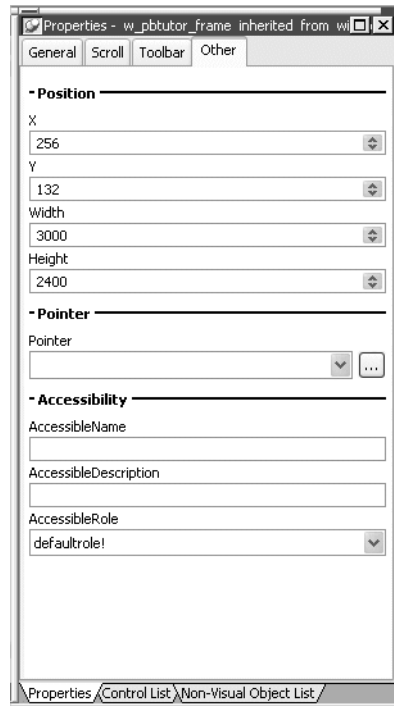 Properties - w_pbtutor_frame inherited from wi
General Scroll Toolbar Other
- Position
X
256
Y
132
Width
3000
Height
2400
- Pointer
Pointer
...
- Accessibility
AccessibleName
AccessibleDescription
AccessibleRole
defaultrole!
Properties Control List Non-Visual Object List